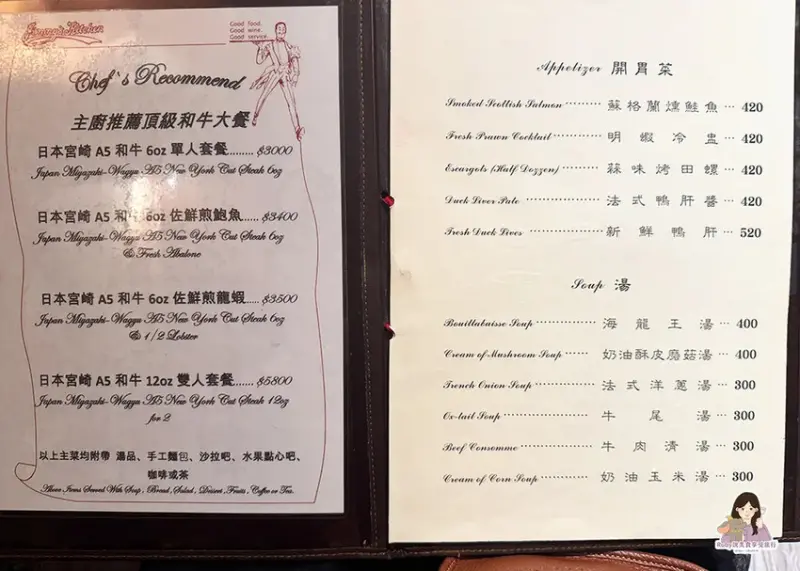 Jimmy's Kitchen
Good food.
Good wine.
Good service.
Chef's Recommend
主廚推薦頂級和牛大餐
日本宮崎 A5 和牛 6oz 單人套餐......... $3000
Japan Miyazaki-Wagyu A5 New York Cut Steak 6oz
日本宮崎 A5 和牛 6oz 佐鮮煎鮑魚...... $3400
Japan Miyazaki-Wagyu A5 New York Cut Steak 6oz
& Fresh Abalone
日本宮崎 A5 和牛 6oz 佐鮮煎龍蝦..... $3500
Japan Miyazaki-Wagyu A5 New York Cut Steak 6oz
& 1/2 Lobster
日本宮崎 A5 和牛 12oz 雙人套餐....... $5800
Japan Miyazaki-Wagyu A5 New York Cut Steak 12oz
for 2
以上主菜均附帶 湯品、手工麵包、沙拉吧、水果點心吧、
咖啡或茶
Above Items Served With Soup, Bread, Salad, Dessert, Fruits, Coffee or Tea.
Appetizer 開胃菜
Smoked Scottish Salmon ········· 蘇格蘭燻鮭魚 ··· 420
Fresh Prawn Cocktail ············ 明蝦冷盅 ··· 420
Escargots (Half Dozzen) ·········· 蒜味烤田螺 ··· 420
Duck Liver Pate ················ 法式鴨肝醬 ··· 420
Fresh Duck Lives ··············· 新鮮鴨肝 ··· 520
Soup 湯
Bouillabaisse Soup ·············· 海龍王湯 ··· 400
Cream of Mushroom Soup ····· 奶油酥皮蘑菇湯 ··· 400
French Onion Soup ·············· 法式洋蔥湯 ··· 300
Ox-tail Soup ···················· 牛尾湯 ··· 300
Beef Consomme ················· 牛肉清湯 ··· 300
Cream of Corn Soup ············ 奶油玉米湯 ··· 300